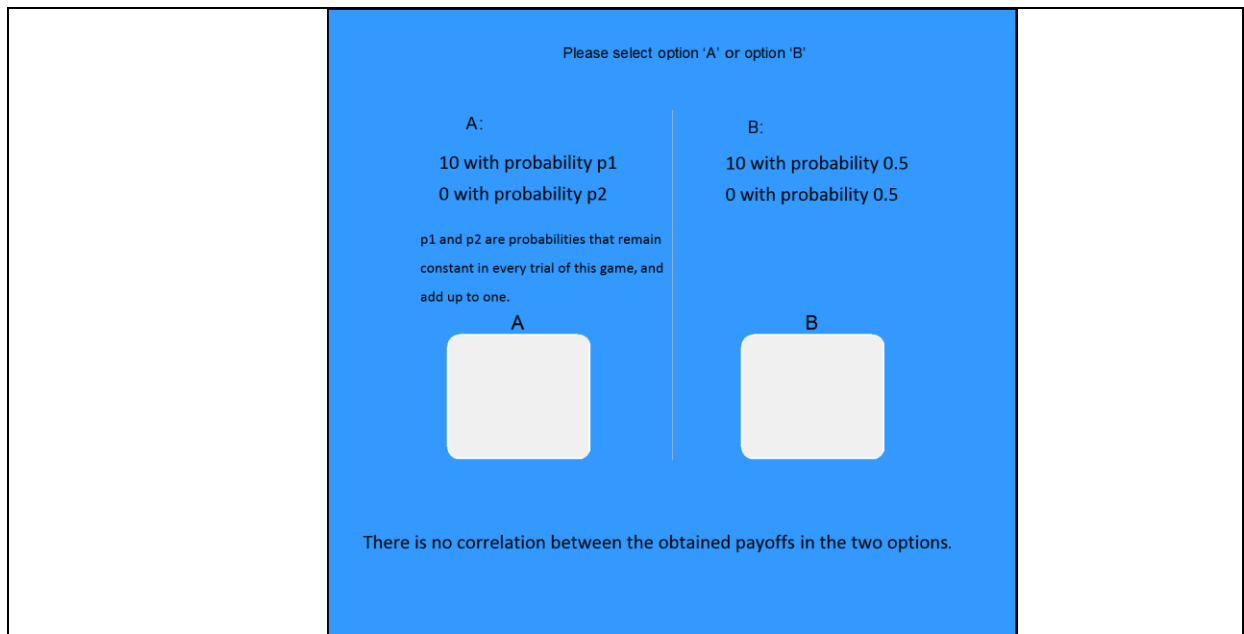 Please select option ‘A’ or option ‘B’
A:
10 with probability p1
0 with probability p2
p1 and p2 are probabilities that remain
constant in every trial of this game, and
add up to one.
A
B:
10 with probability 0.5
0 with probability 0.5
B
There is no correlation between the obtained payoffs in the two options.